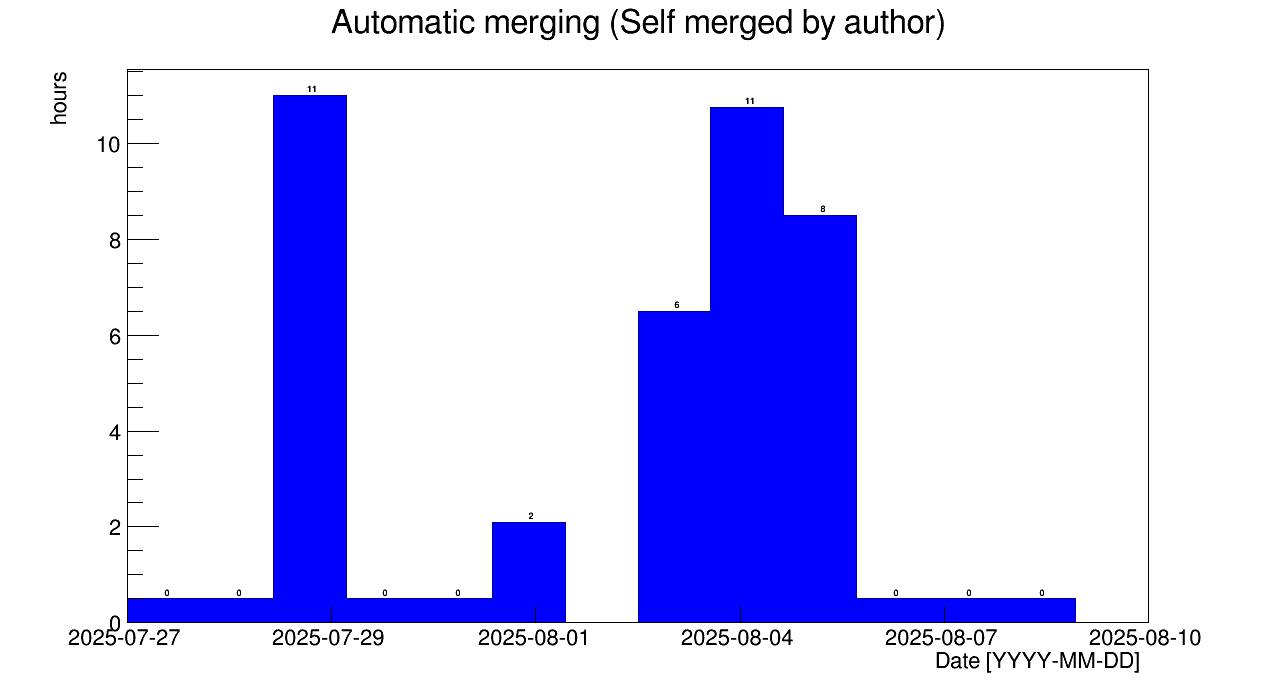 Automatic merging (Self merged by author)
hours
11
11
10
8
8
6
6
4
2
2
0 0 0 0 0 0 0
0
2025-07-27 2025-07-29 2025-08-01 2025-08-04 2025-08-07 2025-08-10
Date [YYYY-MM-DD]